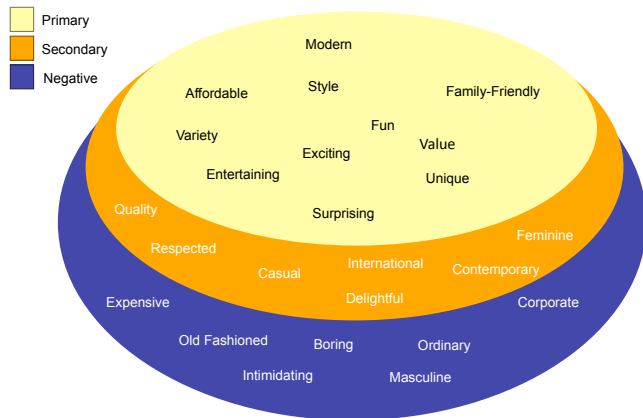 Primary
Secondary
Negative
Modern
Affordable
Style
Family-Friendly
Variety
Fun
Exciting
Value
Entertaining
Unique
Surprising
Quality
Respected
Casual
International
Feminine
Contemporary
Delightful
Expensive
Corporate
Old Fashioned
Boring
Ordinary
Intimidating
Masculine